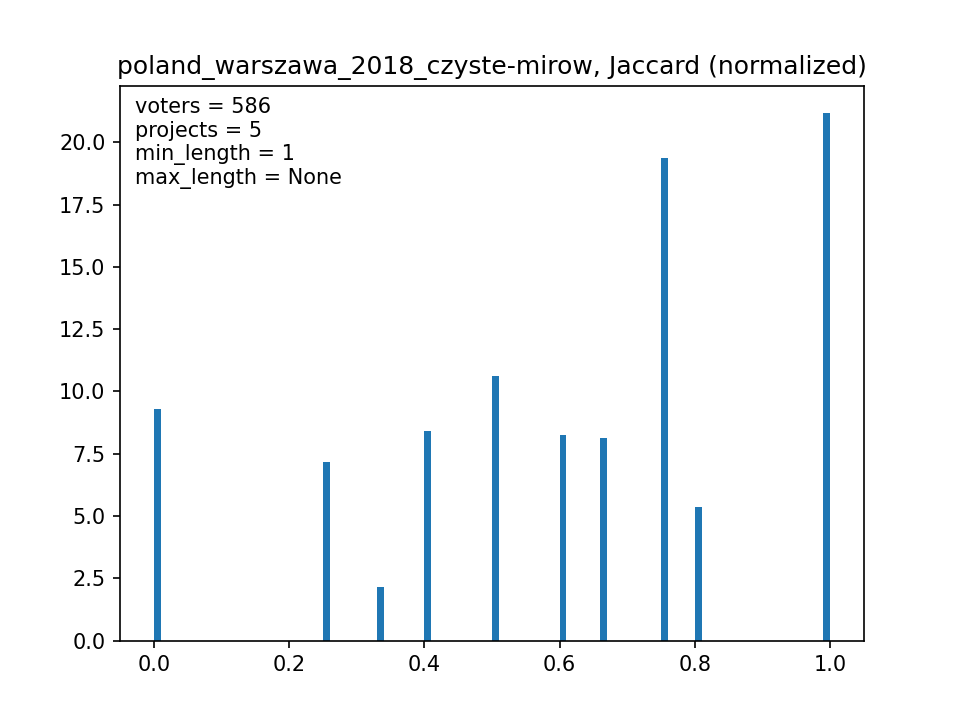 poland_warszawa_2018_czyste-mirow, Jaccard (normalized)
voters = 586
projects = 5
min_length = 1
max_length = None
20.0
17.5
15.0
12.5
10.0
7.5
5.0
2.5
0.0
0.0 0.2 0.4 0.6 0.8 1.0